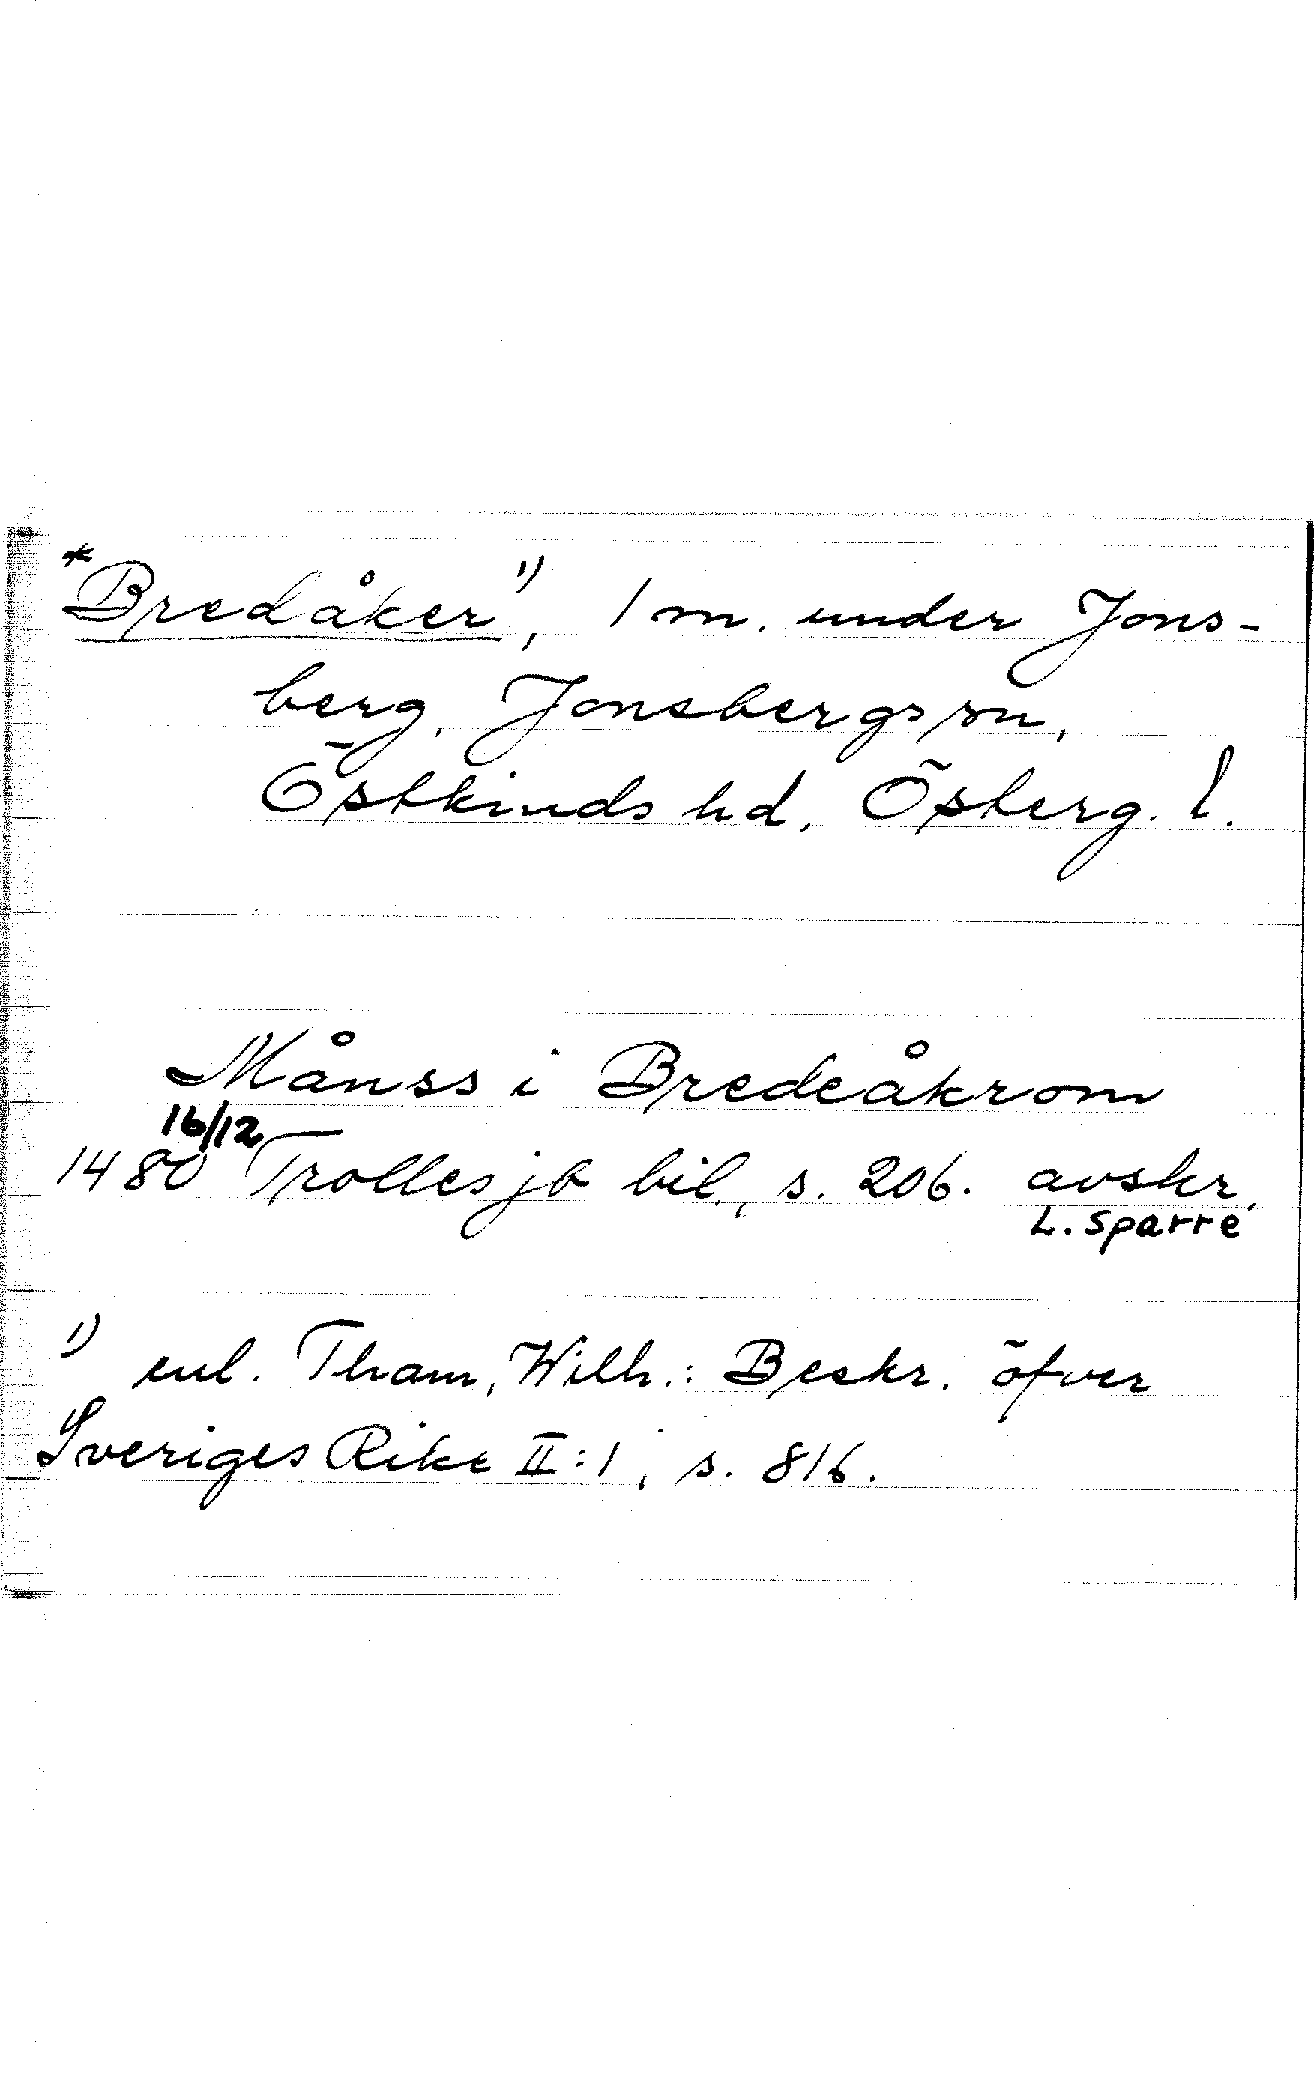 *Bredåker ¹⁾, 1 m. under Jons-
berg, Jonsbergs sn,
Östkinds hd, Österg. l.
Månss i Bredeåkrom
16/12
1480 Trolles jb bil., s. 206. avskr.
L. Sparre
¹⁾ enl. Tham, Wilh.: Beskr. öfver
Sveriges Rike II:1, s. 816.